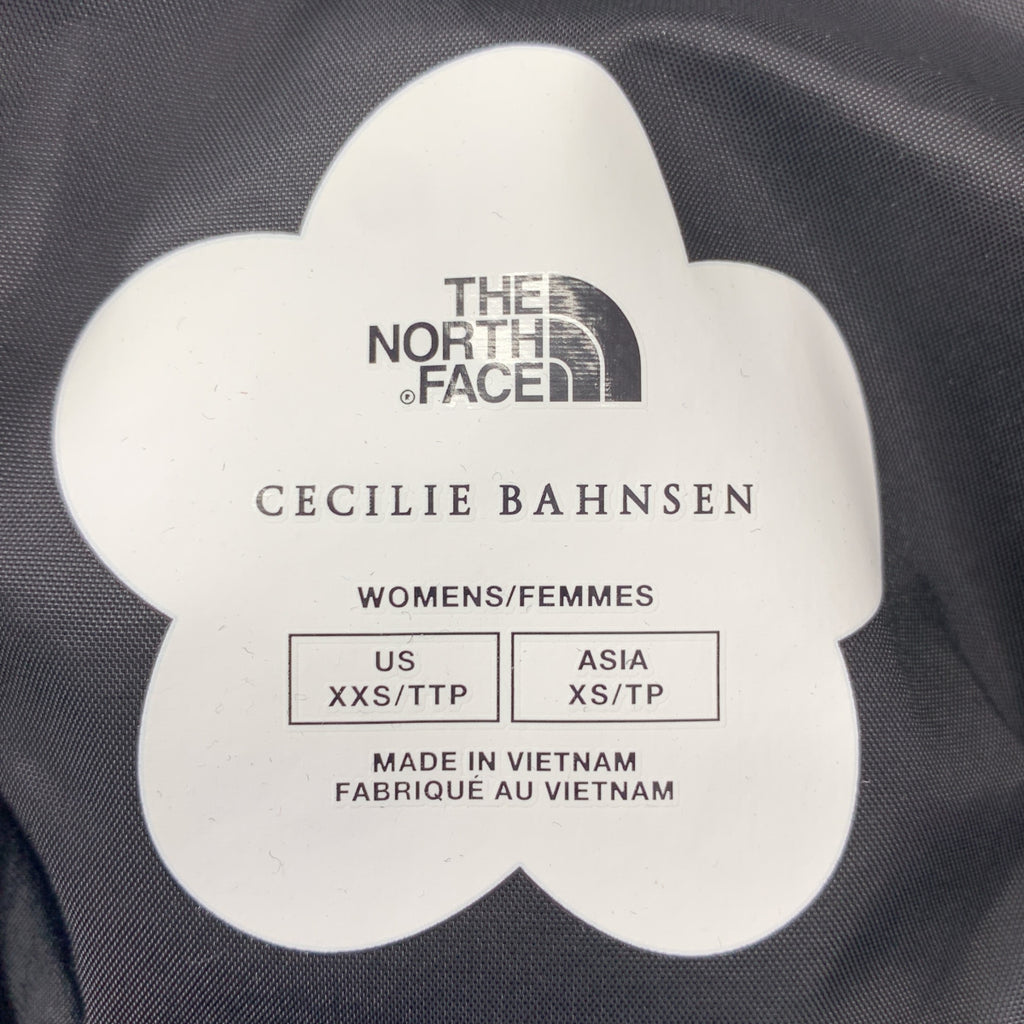 THE
NORTH
®FACE
CECILIE BAHNSEN
WOMENS/FEMMES
US
XXS/TTP
ASIA
XS/TP
MADE IN VIETNAM
FABRIQUÉ AU VIETNAM